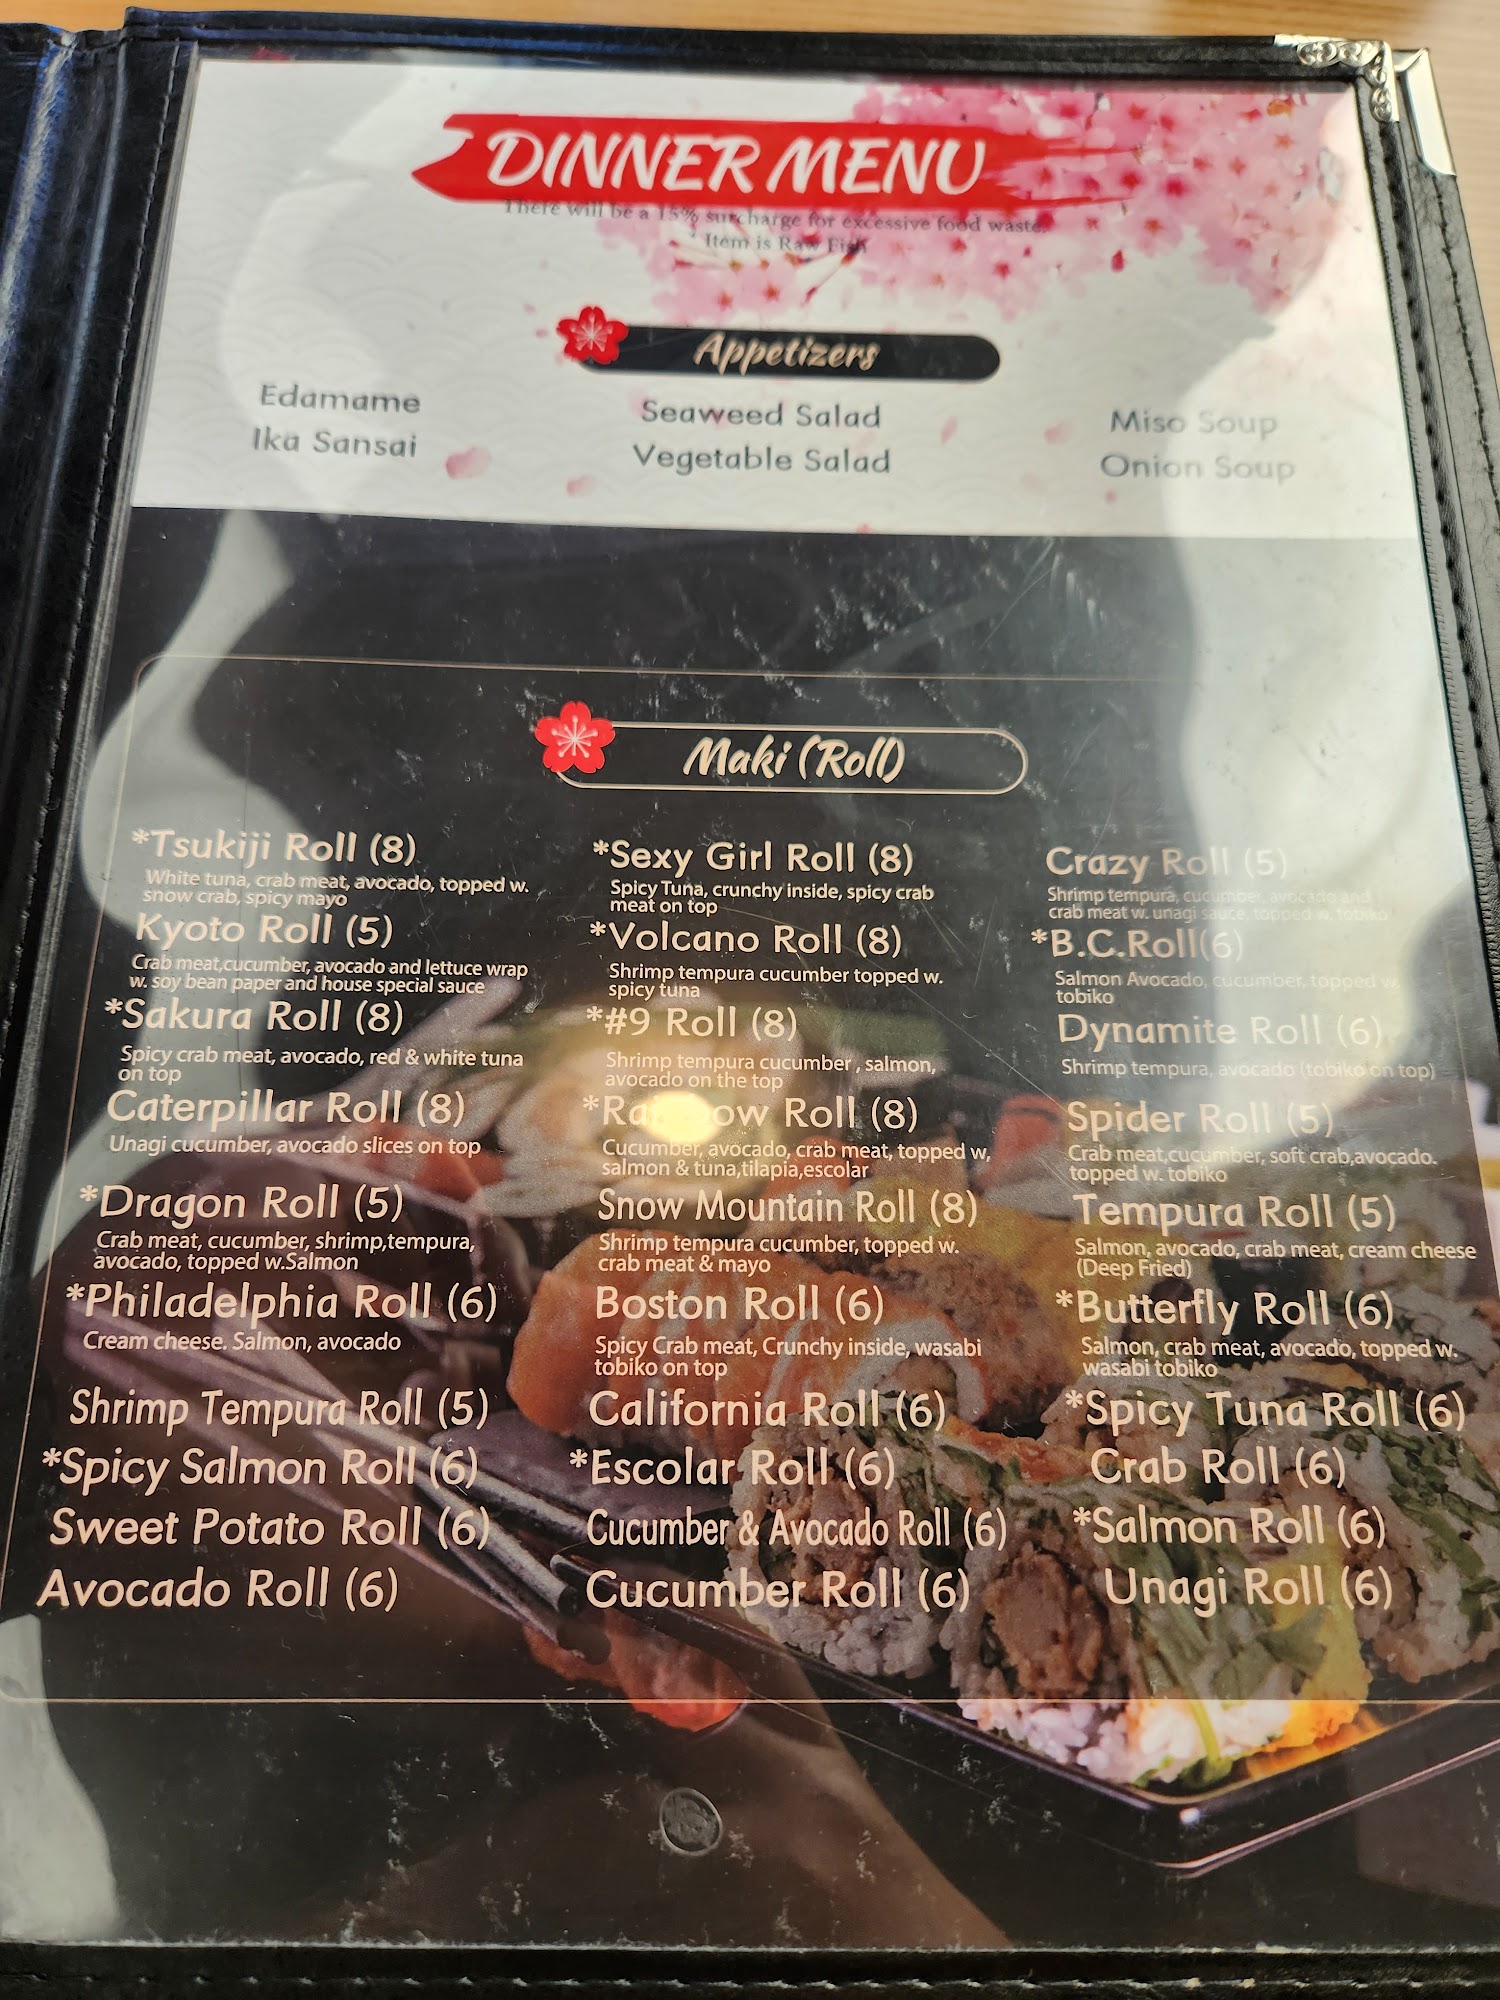 DINNER MENU
There will be a 15% surcharge for excessive food waste.
* Item is Raw Fish
Appetizers
Edamame
Ika Sansai
Seaweed Salad
Vegetable Salad
Miso Soup
Onion Soup
Maki (Roll)
*Tsukiji Roll (8)
White tuna, crab meat, avocado, topped w.
snow crab, spicy mayo
Kyoto Roll (5)
Crab meat,cucumber, avocado and lettuce wrap
w. soy bean paper and house special sauce
*Sakura Roll (8)
Spicy crab meat, avocado, red & white tuna
on top
Caterpillar Roll (8)
Unagi cucumber, avocado slices on top
*Dragon Roll (5)
Crab meat, cucumber, shrimp,tempura,
avocado, topped w.Salmon
*Philadelphia Roll (6)
Cream cheese. Salmon, avocado
Shrimp Tempura Roll (5)
*Spicy Salmon Roll (6)
Sweet Potato Roll (6)
Avocado Roll (6)
*Sexy Girl Roll (8)
Spicy Tuna, crunchy inside, spicy crab
meat on top
*Volcano Roll (8)
Shrimp tempura cucumber topped w.
spicy tuna
*#9 Roll (8)
Shrimp tempura cucumber , salmon,
avocado on the top
*Rainbow Roll (8)
Cucumber, avocado, crab meat, topped w,
salmon & tuna,tilapia,escolar
Snow Mountain Roll (8)
Shrimp tempura cucumber, topped w.
crab meat & mayo
Boston Roll (6)
Spicy Crab meat, Crunchy inside, wasabi
tobiko on top
California Roll (6)
*Escolar Roll (6)
Cucumber & Avocado Roll (6)
Cucumber Roll (6)
Crazy Roll (5)
Shrimp tempura, cucumber, avocado and
crab meat w. unagi sauce, topped w. tobiko
*B.C.Roll(6)
Salmon Avocado, cucumber, topped w.
tobiko
Dynamite Roll (6)
Shrimp tempura, avocado (tobiko on top)
Spider Roll (5)
Crab meat,cucumber, soft crab,avocado.
topped w. tobiko
Tempura Roll (5)
Salmon, avocado, crab meat, cream cheese
(Deep Fried)
*Butterfly Roll (6)
Salmon, crab meat, avocado, topped w.
wasabi tobiko
*Spicy Tuna Roll (6)
Crab Roll (6)
*Salmon Roll (6)
Unagi Roll (6)